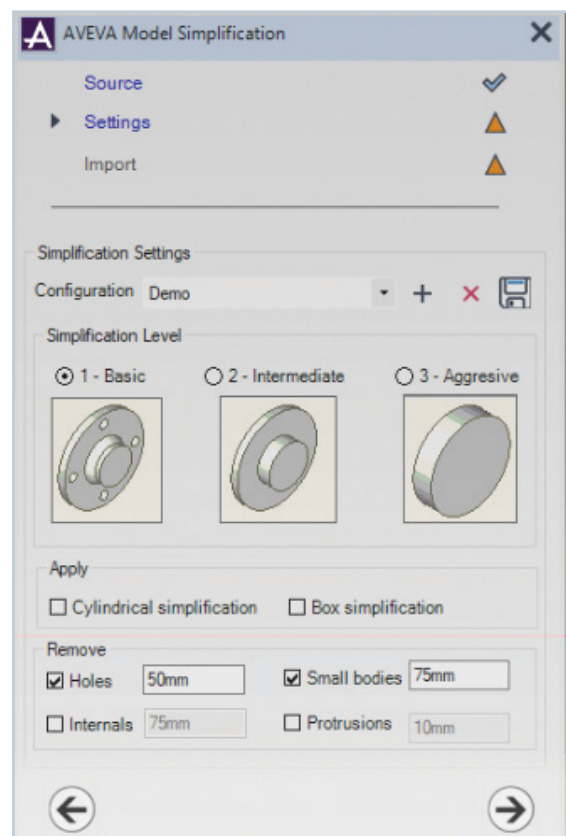 AVEVA Model Simplification
Source
Settings
Import
Simplification Settings
Configuration Demo
Simplification Level
1 - Basic 2 - Intermediate 3 - Aggresive
Apply
Cylindrical simplification Box simplification
Remove
Holes 50mm Small bodies 75mm
Internals 75mm Protrusions 10mm